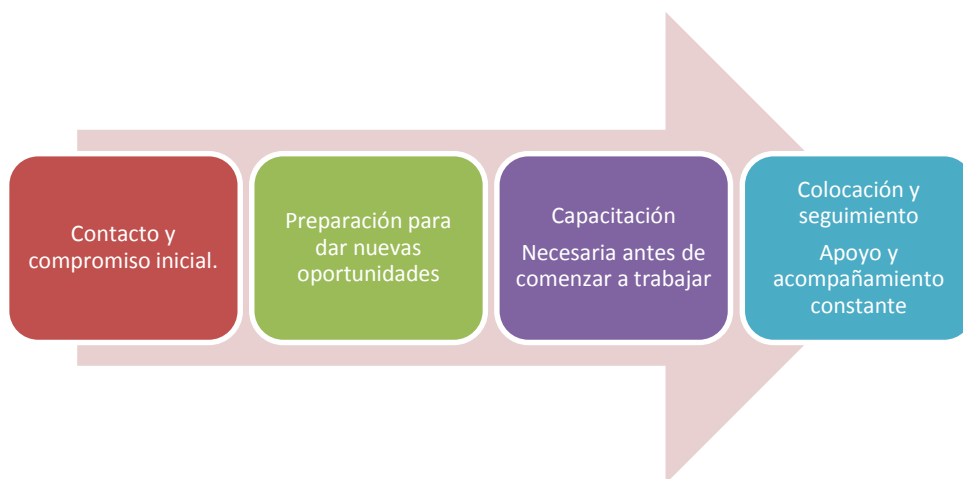 Contacto y
compromiso inicial.
Preparación para
dar nuevas
oportunidades
Capacitación
Necesaria antes de
comenzar a trabajar
Colocación y
seguimiento
Apoyo y
acompañamiento
constante